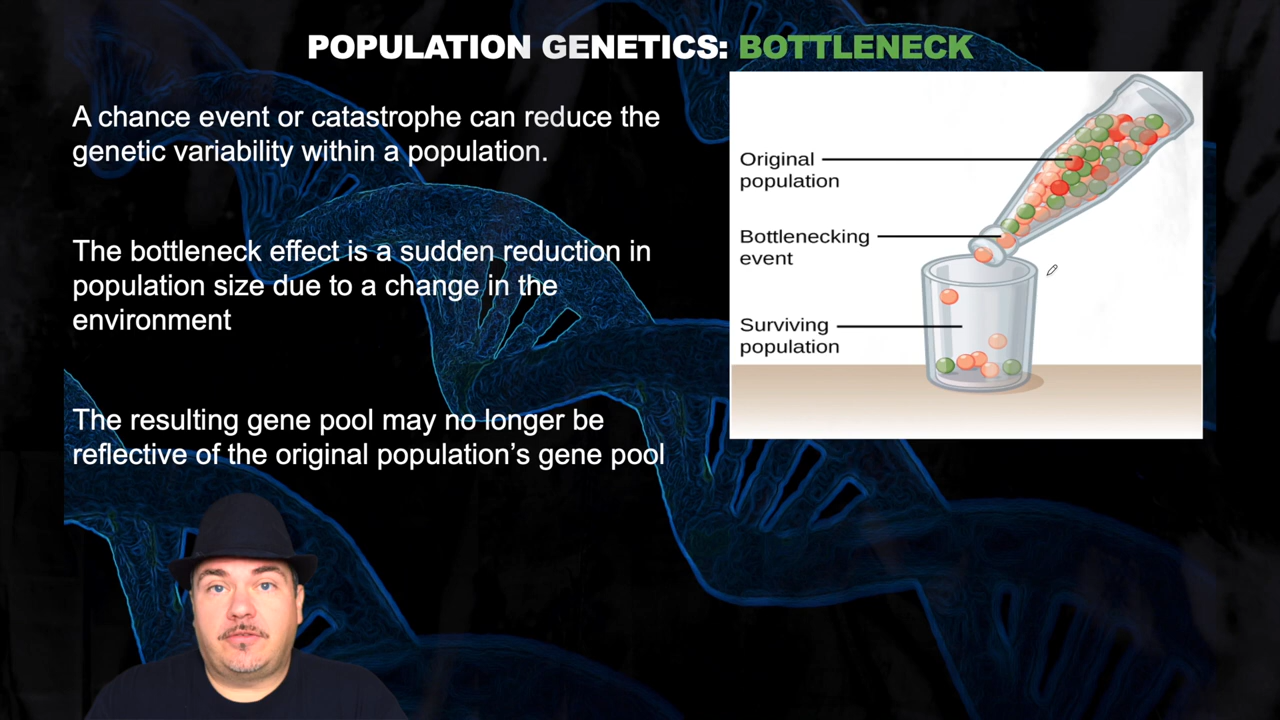 POPULATION GENETICS: BOTTLENECK
A chance event or catastrophe can reduce the
genetic variability within a population.
The bottleneck effect is a sudden reduction in
population size due to a change in the
environment
The resulting gene pool may no longer be
reflective of the original population’s gene pool
Original
population
Bottlenecking
event
Surviving
population